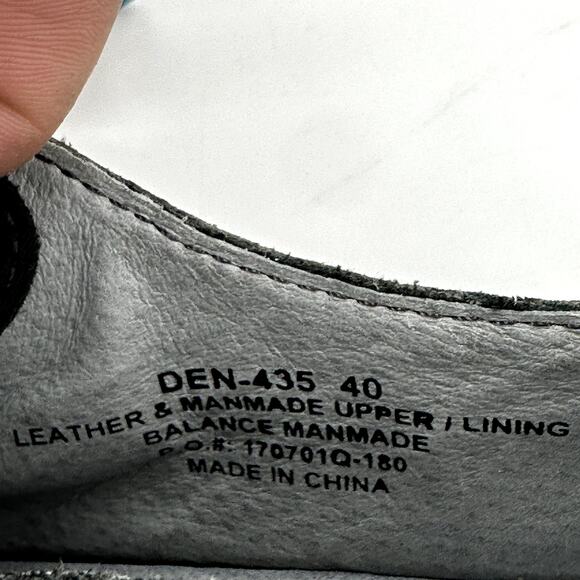 DEN-435 40
LEATHER & MANMADE UPPER / LINING
BALANCE MANMADE
P.O.#: 170701Q-180
MADE IN CHINA